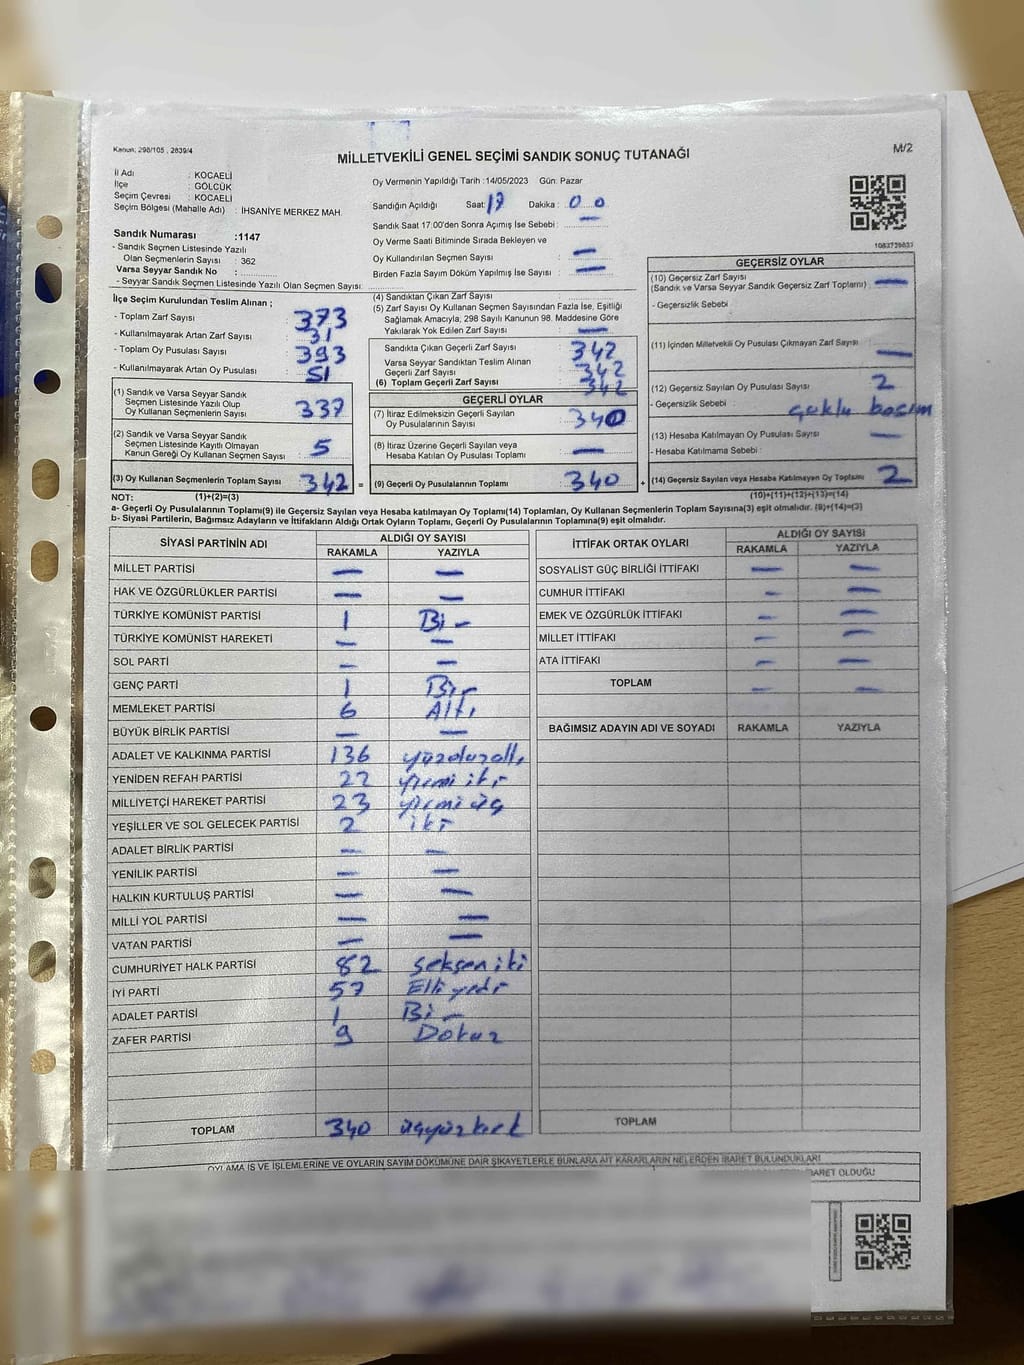 Kanun: 298/105 , 2839/4
MİLLETVEKİLİ GENEL SEÇİMİ SANDIK SONUÇ TUTANAĞI
M/2
İl Adı : KOCAELİ
İlçe : GÖLCÜK
Seçim Çevresi : KOCAELİ
Seçim Bölgesi (Mahalle Adı) : İHSANİYE MERKEZ MAH.
Sandık Numarası :1147
- Sandık Seçmen Listesinde Yazılı
Olan Seçmenlerin Sayısı : 362
Varsa Seyyar Sandık No :
- Seyyar Sandık Seçmen Listesinde Yazılı Olan Seçmen Sayısı:
Oy Vermenin Yapıldığı Tarih :14/05/2023 Gün: Pazar
Sandığın Açıldığı Saat: 17 Dakika : 00
Sandık Saat 17:00'den Sonra Açılmış İse Sebebi : —
Oy Verme Saati Bitiminde Sırada Bekleyen ve
Oy Kullandırılan Seçmen Sayısı : —
Birden Fazla Sayım Döküm Yapılmış İse Sayısı : —
1082729831
İlçe Seçim Kurulundan Teslim Alınan ;
- Toplam Zarf Sayısı : 373
- Kullanılmayarak Artan Zarf Sayısı : 31
- Toplam Oy Pusulası Sayısı : 393
- Kullanılmayarak Artan Oy Pusulası : 51
(1) Sandık ve Varsa Seyyar Sandık
Seçmen Listesinde Yazılı Olup
Oy Kullanan Seçmenlerin Sayısı : 337
(2) Sandık ve Varsa Seyyar Sandık
Seçmen Listesinde Kayıtlı Olmayan
Kanun Gereği Oy Kullanan Seçmen Sayısı : 5
(3) Oy Kullanan Seçmenlerin Toplam Sayısı : 342 =
(4) Sandıktan Çıkan Zarf Sayısı :
(5) Zarf Sayısı Oy Kullanan Seçmen Sayısından Fazla İse, Eşitliği
Sağlamak Amacıyla, 298 Sayılı Kanunun 98. Maddesine Göre
Yakılarak Yok Edilen Zarf Sayısı : —
Sandıkta Çıkan Geçerli Zarf Sayısı : 342
Varsa Seyyar Sandıktan Teslim Alınan
Geçerli Zarf Sayısı : 342
(6) Toplam Geçerli Zarf Sayısı : 342
GEÇERLİ OYLAR
(7) İtiraz Edilmeksizin Geçerli Sayılan
Oy Pusulalarının Sayısı : 340
(8) İtiraz Üzerine Geçerli Sayılan veya
Hesaba Katılan Oy Pusulası Toplamı : —
(9) Geçerli Oy Pusulalarının Toplamı : 340 +
GEÇERSİZ OYLAR
(10) Geçersiz Zarf Sayısı
(Sandık ve Varsa Seyyar Sandık Geçersiz Zarf Toplamı) : —
- Geçersizlik Sebebi :
(11) İçinden Milletvekili Oy Pusulası Çıkmayan Zarf Sayısı
: —
(12) Geçersiz Sayılan Oy Pusulası Sayısı : 2
- Geçersizlik Sebebi : çoklu basım
(13) Hesaba Katılmayan Oy Pusulası Sayısı : —
- Hesaba Katılmama Sebebi :
(14) Geçersiz Sayılan veya Hesaba Katılmayan Oy Toplamı : 2
NOT: (1)+(2)=(3)
(10)+(11)+(12)+(13)=(14)
a- Geçerli Oy Pusulalarının Toplamı(9) ile Geçersiz Sayılan veya Hesaba katılmayan Oy Toplamı(14) Toplamları, Oy Kullanan Seçmenlerin Toplam Sayısına(3) eşit olmalıdır. (9)+(14)=(3)
b- Siyasi Partilerin, Bağımsız Adayların ve İttifakların Aldığı Ortak Oyların Toplamı, Geçerli Oy Pusulalarının Toplamına(9) eşit olmalıdır.
SİYASİ PARTİNİN ADI ALDIĞI OY SAYISI
RAKAMLA YAZIYLA
MİLLET PARTİSİ — —
HAK VE ÖZGÜRLÜKLER PARTİSİ — —
TÜRKİYE KOMÜNİST PARTİSİ 1 Bir
TÜRKİYE KOMÜNİST HAREKETİ — —
SOL PARTİ — —
GENÇ PARTİ 1 Bir
MEMLEKET PARTİSİ 6 Altı
BÜYÜK BİRLİK PARTİSİ — —
ADALET VE KALKINMA PARTİSİ 136 yüzotuzaltı
YENİDEN REFAH PARTİSİ 22 yirmi iki
MİLLİYETÇİ HAREKET PARTİSİ 23 yirmi üç
YEŞİLLER VE SOL GELECEK PARTİSİ 2 iki
ADALET BİRLİK PARTİSİ — —
YENİLİK PARTİSİ — —
HALKIN KURTULUŞ PARTİSİ — —
MİLLİ YOL PARTİSİ — —
VATAN PARTİSİ — —
CUMHURİYET HALK PARTİSİ 82 seksen iki
İYİ PARTİ 57 Elli yedi
ADALET PARTİSİ 1 Bir
ZAFER PARTİSİ 9 Dokuz
TOPLAM 340 üçyüzkırk
İTTİFAK ORTAK OYLARI ALDIĞI OY SAYISI
RAKAMLA YAZIYLA
SOSYALİST GÜÇ BİRLİĞİ İTTİFAKI — —
CUMHUR İTTİFAKI — —
EMEK VE ÖZGÜRLÜK İTTİFAKI — —
MİLLET İTTİFAKI — —
ATA İTTİFAKI — —
TOPLAM — —
BAĞIMSIZ ADAYIN ADI VE SOYADI RAKAMLA YAZIYLA
TOPLAM
OYLAMA İŞ VE İŞLEMLERİNE VE OYLARIN SAYIM DÖKÜMÜNE DAİR ŞİKAYETLERLE BUNLARA AİT KARARLARIN NELERDEN İBARET BULUNDUKLARI
OLDUĞU